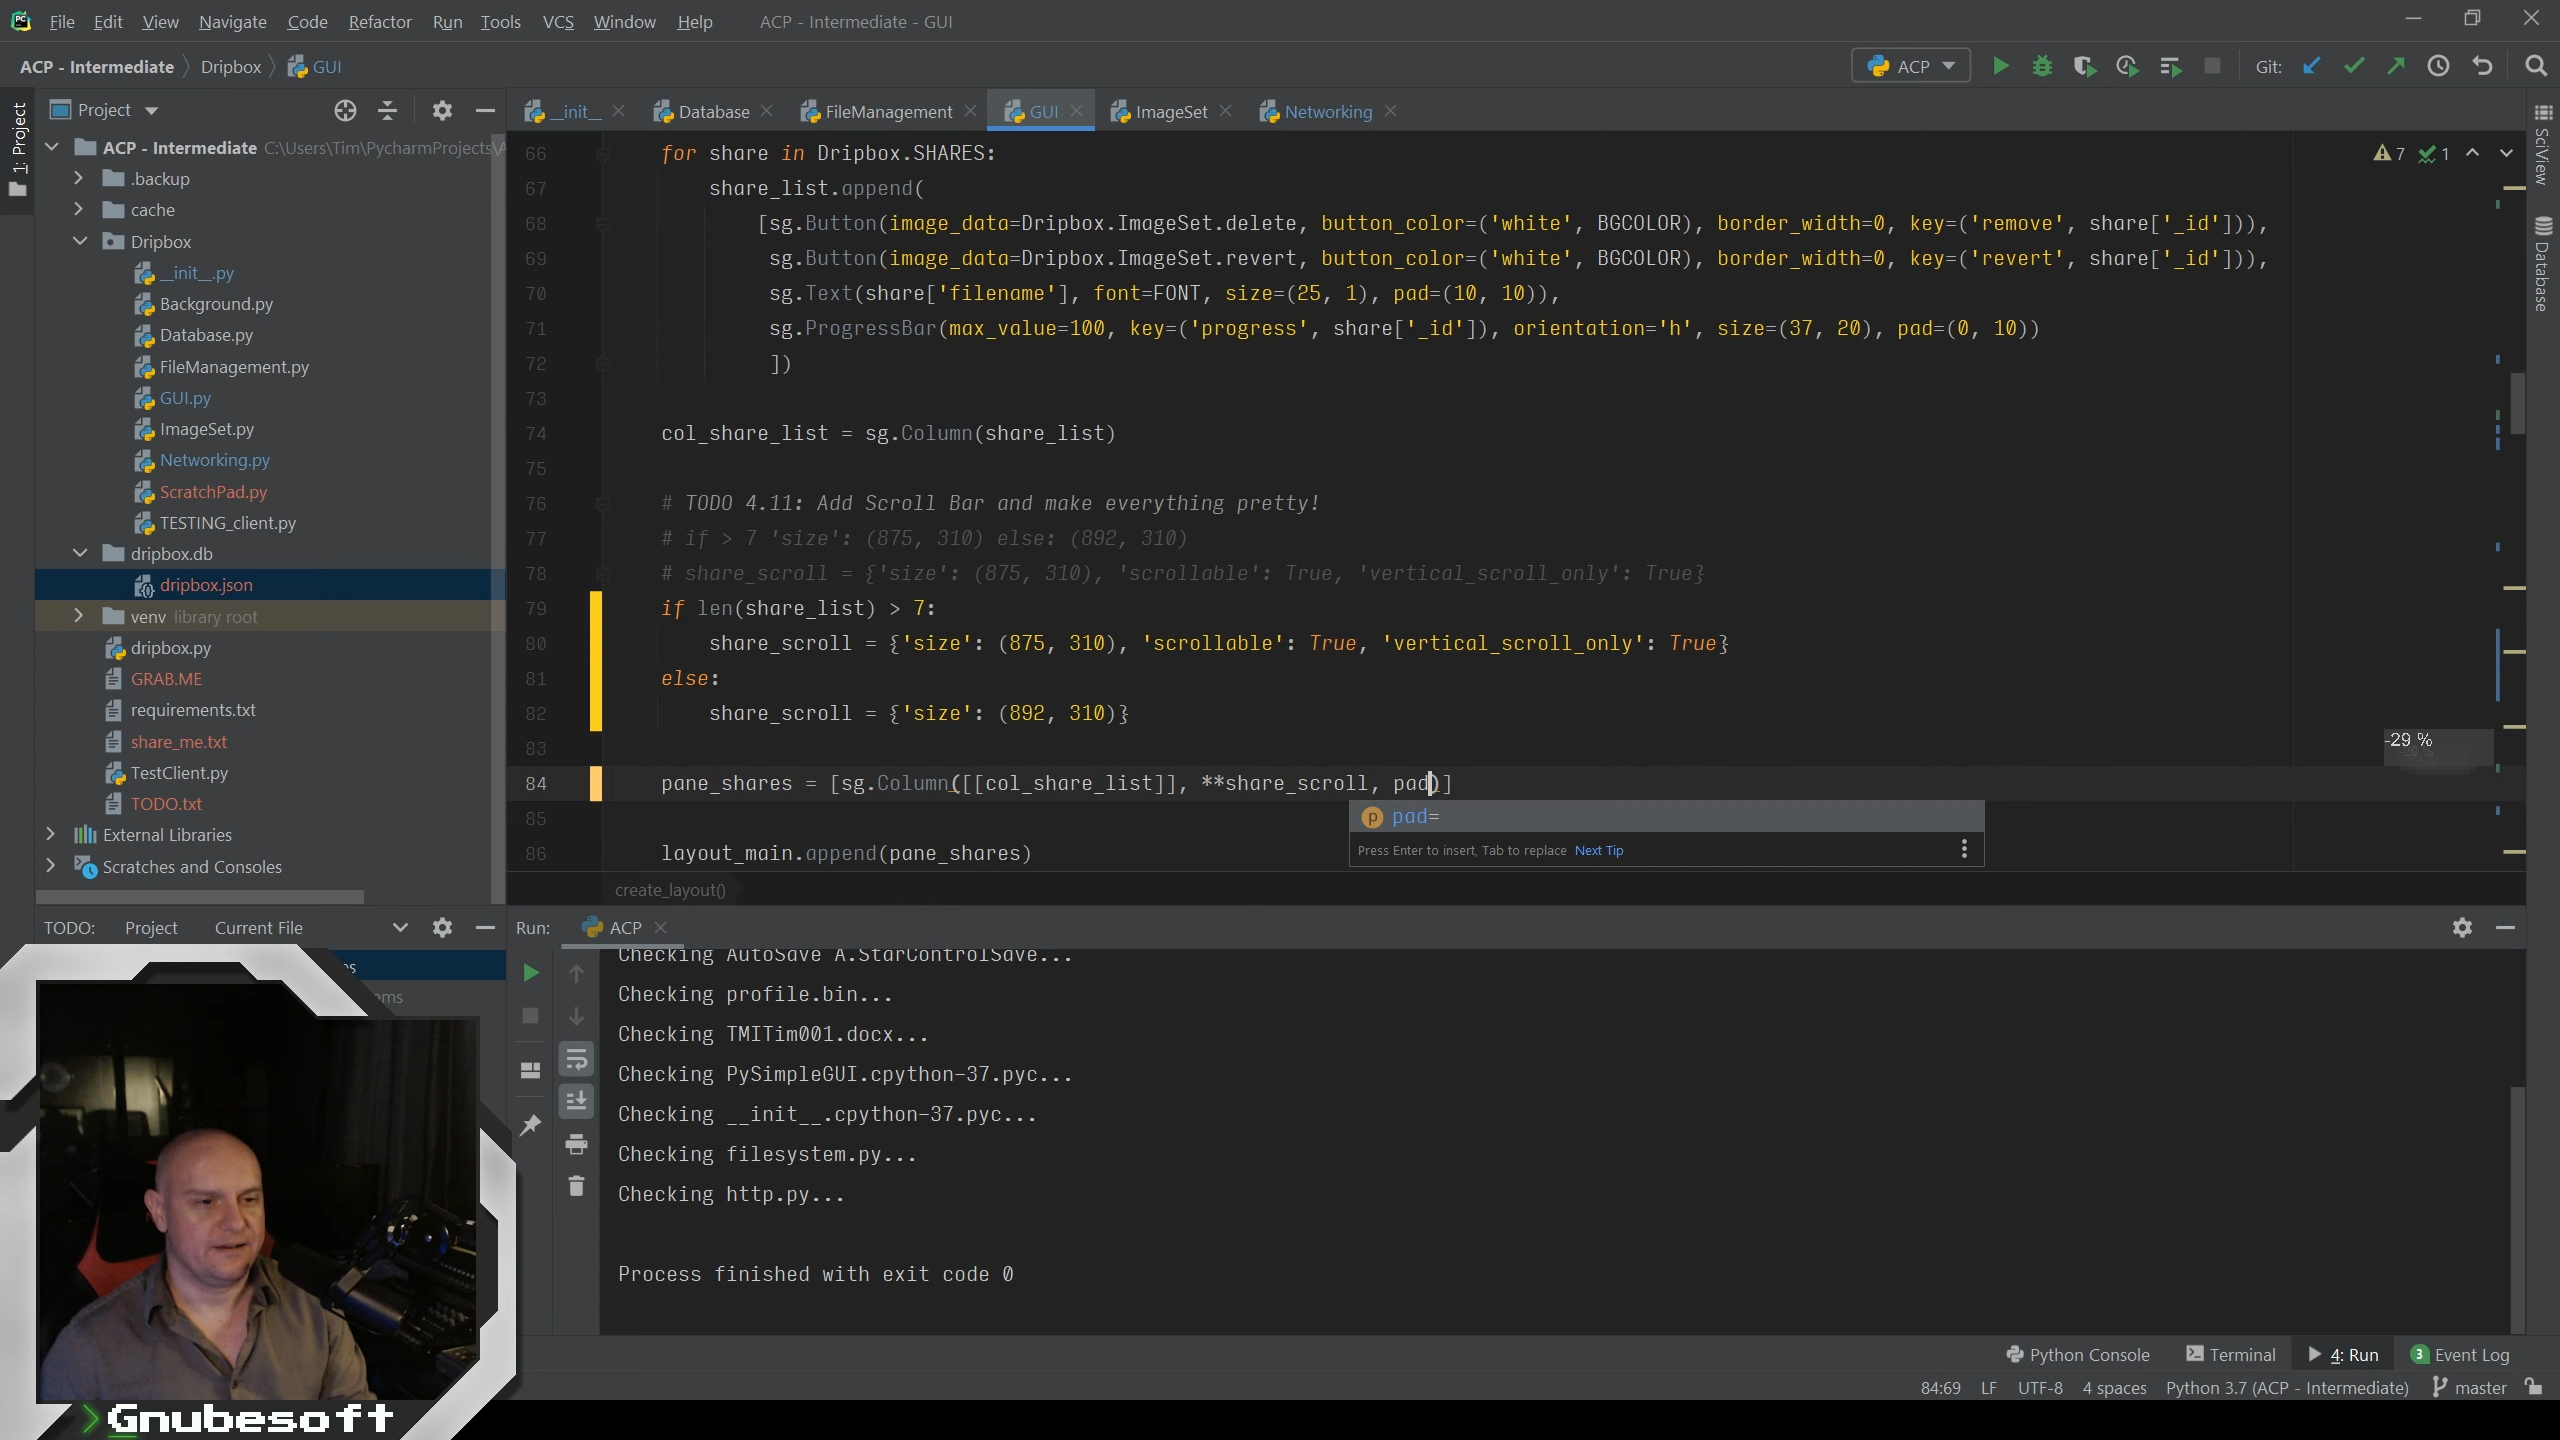 File Edit View Navigate Code Refactor Run Tools VCS Window Help ACP - Intermediate - GUI
ACP - Intermediate Dripbox GUI
ACP Git:
1: Project
Project
ACP - Intermediate C:\Users\Tim\PycharmProjects\A
.backup
cache
Dripbox
__init__.py
Background.py
Database.py
FileManagement.py
GUI.py
ImageSet.py
Networking.py
ScratchPad.py
TESTING_client.py
dripbox.db
dripbox.json
venv library root
dripbox.py
GRAB.ME
requirements.txt
share_me.txt
TestClient.py
TODO.txt
External Libraries
Scratches and Consoles
__init__ Database FileManagement GUI ImageSet Networking
7 1
66 for share in Dripbox.SHARES:
67 share_list.append(
68 [sg.Button(image_data=Dripbox.ImageSet.delete, button_color=('white', BGCOLOR), border_width=0, key=('remove', share['_id'])),
69 sg.Button(image_data=Dripbox.ImageSet.revert, button_color=('white', BGCOLOR), border_width=0, key=('revert', share['_id'])),
70 sg.Text(share['filename'], font=FONT, size=(25, 1), pad=(10, 10)),
71 sg.ProgressBar(max_value=100, key=('progress', share['_id']), orientation='h', size=(37, 20), pad=(0, 10))
72 ])
73
74 col_share_list = sg.Column(share_list)
75
76 # TODO 4.11: Add Scroll Bar and make everything pretty!
77 # if > 7 'size': (875, 310) else: (892, 310)
78 # share_scroll = {'size': (875, 310), 'scrollable': True, 'vertical_scroll_only': True}
79 if len(share_list) > 7:
80 share_scroll = {'size': (875, 310), 'scrollable': True, 'vertical_scroll_only': True}
81 else:
82 share_scroll = {'size': (892, 310)}
83
84 pane_shares = [sg.Column([[col_share_list]], **share_scroll, pad)]
85
86 layout_main.append(pane_shares)
pad=
Press Enter to insert, Tab to replace Next Tip
-29 %
create_layout()
SciView
Database
TODO: Project Current File
os
ems
Run: ACP
Checking AutoSave A.StarControlSave...
Checking profile.bin...
Checking TMITim001.docx...
Checking PySimpleGUI.cpython-37.pyc...
Checking __init__.cpython-37.pyc...
Checking filesystem.py...
Checking http.py...
Process finished with exit code 0
Python Console Terminal 4: Run 3 Event Log
84:69 LF UTF-8 4 spaces Python 3.7 (ACP - Intermediate) master
>Gnubesoft